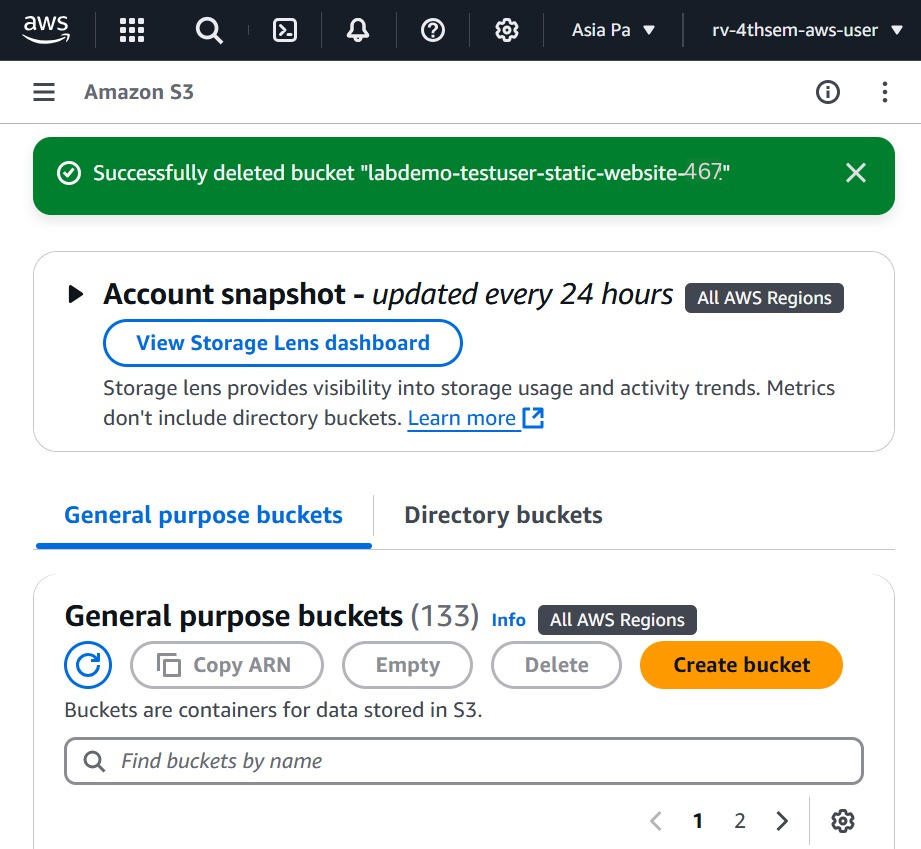 aws
Asia Pa ▼ rv-4thsem-aws-user ▼
Amazon S3
Successfully deleted bucket "labdemo-testuser-static-website-467."
Account snapshot - updated every 24 hours All AWS Regions
View Storage Lens dashboard
Storage lens provides visibility into storage usage and activity trends. Metrics
don't include directory buckets. Learn more
General purpose buckets Directory buckets
General purpose buckets (133) Info All AWS Regions
Copy ARN Empty Delete Create bucket
Buckets are containers for data stored in S3.
Find buckets by name
< 1 2 >